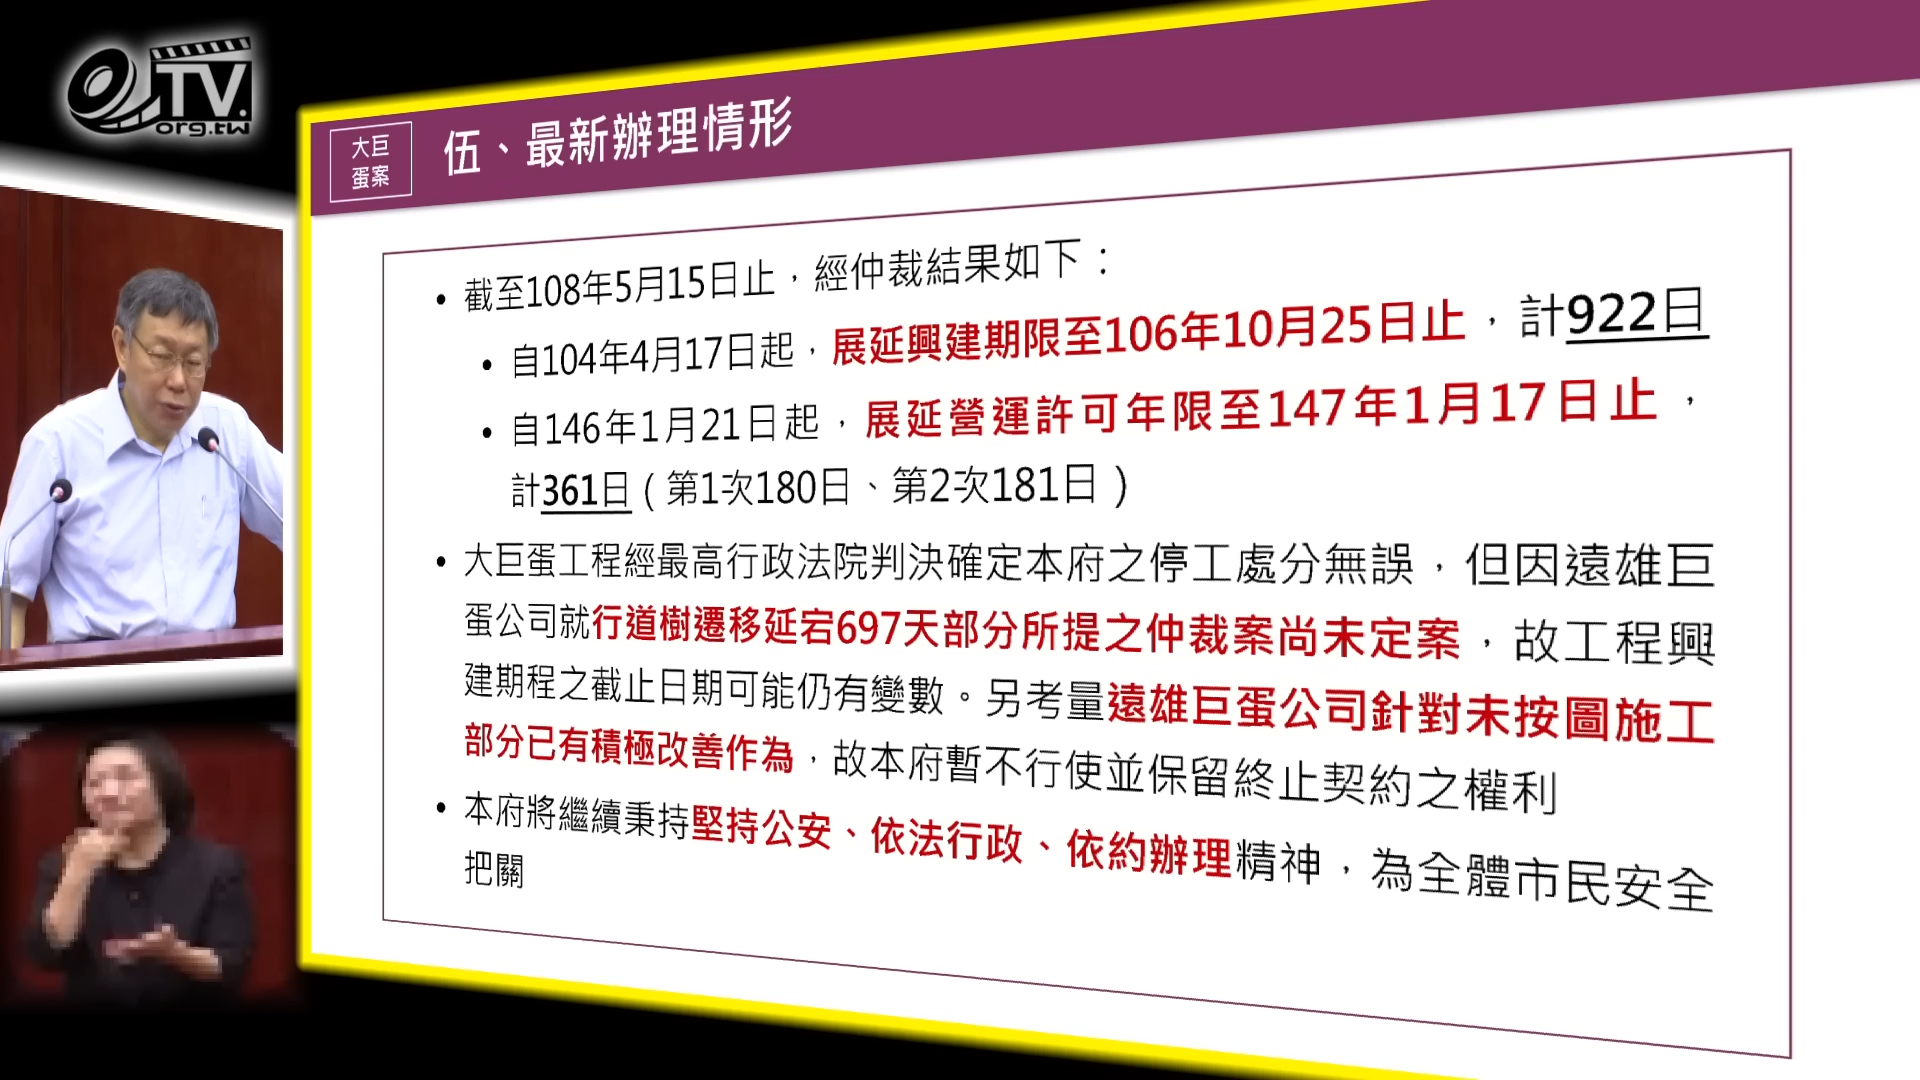 TV.
org.tw
大巨
蛋案
伍、最新辦理情形
• 截至108年5月15日止，經仲裁結果如下：
• 自104年4月17日起，展延興建期限至106年10月25日止，計922日
• 自146年1月21日起，展延營運許可年限至147年1月17日止，
計361日（第1次180日、第2次181日）
• 大巨蛋工程經最高行政法院判決確定本府之停工處分無誤，但因遠雄巨
蛋公司就行道樹遷移延宕697天部分所提之仲裁案尚未定案，故工程興
建期程之截止日期可能仍有變數。另考量遠雄巨蛋公司針對未按圖施工
部分已有積極改善作為，故本府暫不行使並保留終止契約之權利
• 本府將繼續秉持堅持公安、依法行政、依約辦理精神，為全體市民安全
把關